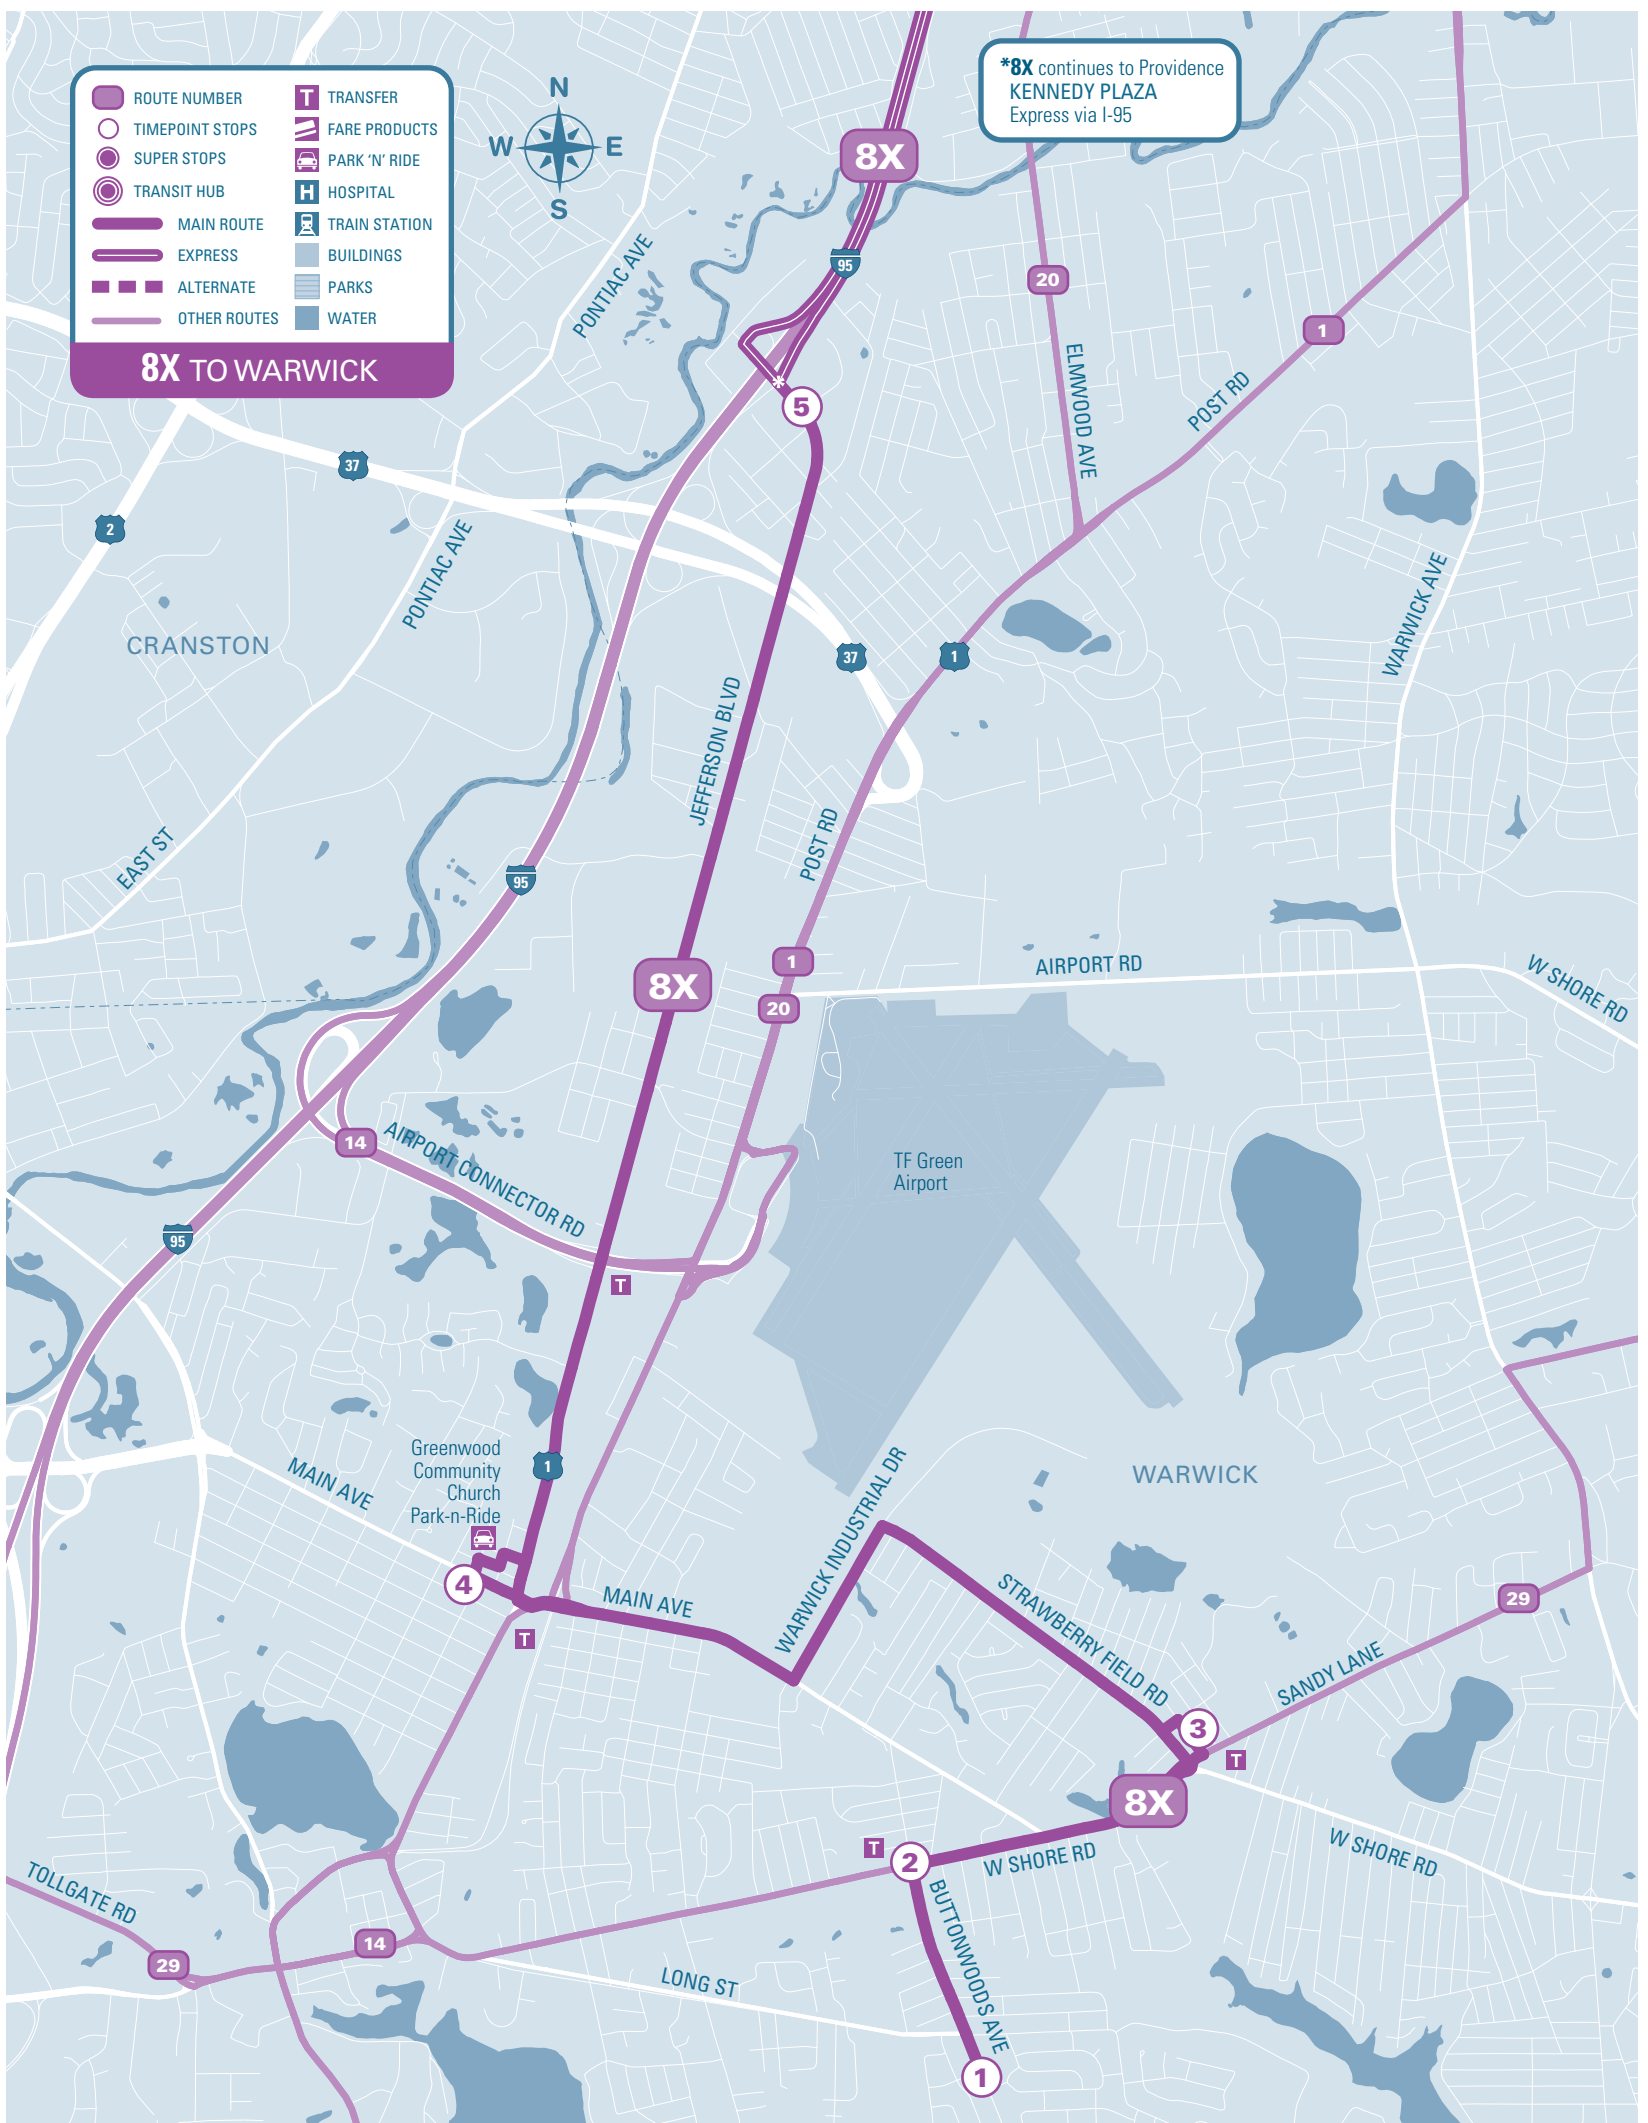 ROUTE NUMBER
TIMEPOINT STOPS
SUPER STOPS
TRANSIT HUB
MAIN ROUTE
EXPRESS
ALTERNATE
OTHER ROUTES
T TRANSFER
FARE PRODUCTS
PARK 'N' RIDE
H HOSPITAL
TRAIN STATION
BUILDINGS
PARKS
WATER
8X TO WARWICK
N
W E
S
*8X continues to Providence
KENNEDY PLAZA
Express via I-95
8X
95
20
1
PONTIAC AVE
ELMWOOD AVE
POST RD
5
*
37
2
PONTIAC AVE
CRANSTON
WARWICK AVE
37
1
JEFFERSON BLVD
POST RD
EAST ST
95
8X
1
20
AIRPORT RD
W SHORE RD
14
AIRPORT CONNECTOR RD
TF Green
Airport
95
T
Greenwood
Community
Church
Park-n-Ride
1
MAIN AVE
WARWICK
WARWICK INDUSTRIAL DR
4
MAIN AVE
T
STRAWBERRY FIELD RD
29
SANDY LANE
3
T
8X
T
2
W SHORE RD
W SHORE RD
TOLLGATE RD
BUTTONWOODS AVE
14
29
LONG ST
1